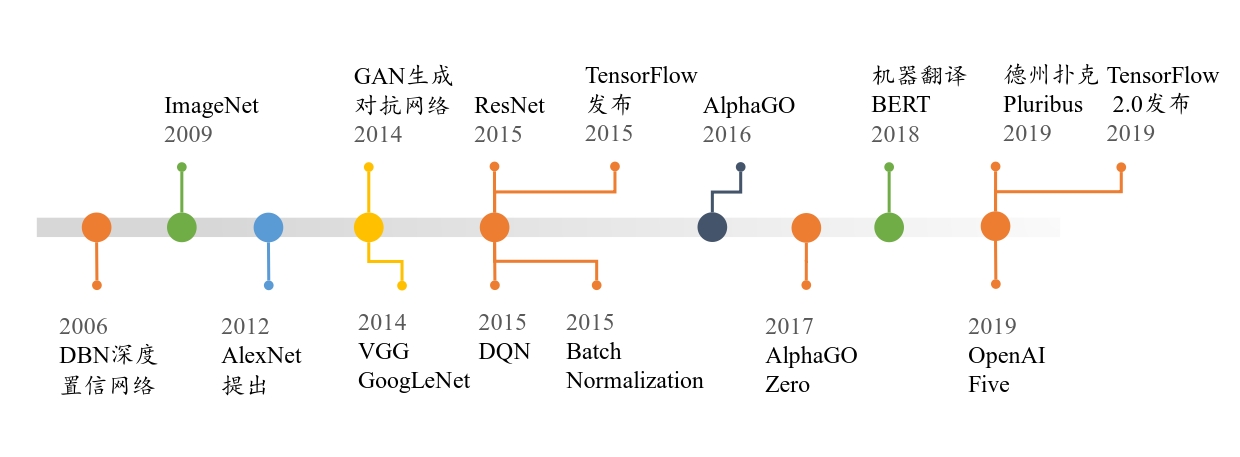 GAN生成
对抗网络
2014
ImageNet
2009
ResNet
2015
TensorFlow
发布
2015
AlphaGO
2016
机器翻译
BERT
2018
德州扑克
Pluribus
2019
TensorFlow
2.0发布
2019
2006
DBN深度
置信网络
2012
AlexNet
提出
2014
VGG
GoogLeNet
2015
DQN
2015
Batch
Normalization
2017
AlphaGO
Zero
2019
OpenAI
Five